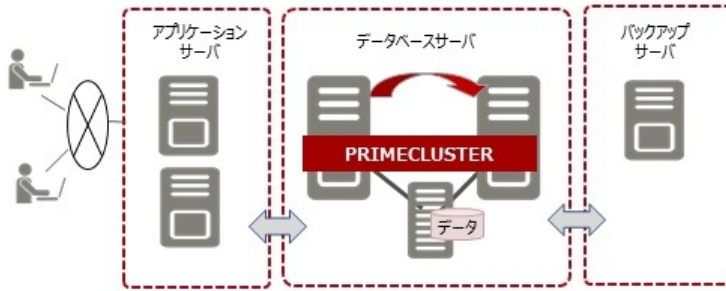 アプリケーション
サーバ
データベースサーバ
バックアップ
サーバ
PRIMECLUSTER
データ